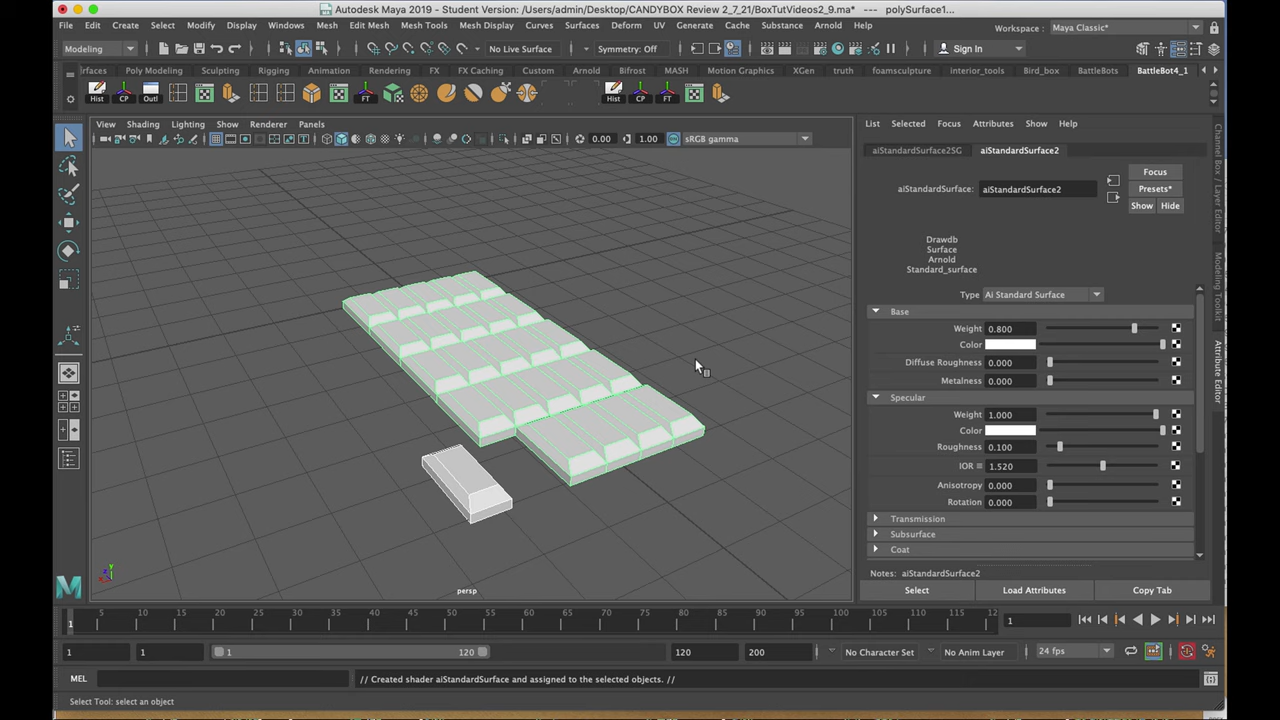 Autodesk Maya 2019 - Student Version: /Users/admin/Desktop/CANDYBOX Review 2_7_21/BoxTutVideos2_9.ma* --- polySurface1...
File Edit Create Select Modify Display Windows Mesh Edit Mesh Mesh Tools Mesh Display Curves Surfaces Deform UV Generate Cache Substance Arnold Help
Workspace : Maya Classic*
Modeling No Live Surface Symmetry: Off Sign In
rfaces Poly Modeling Sculpting Rigging Animation Rendering FX FX Caching Custom Arnold Bifrost MASH Motion Graphics XGen truth foamsculpture interior_tools Bird_box BattleBots BattleBot4_1
Hist CP Outl FT Hist CP FT
View Shading Lighting Renderer Panels
0.00 1.00 sRGB gamma
persp
List Selected Focus Attributes Show Help
aiStandardSurface2SG aiStandardSurface2
Focus
aiStandardSurface: aiStandardSurface2 Presets*
Show Hide
Drawdb
Surface
Arnold
Standard_surface
Type Ai Standard Surface
Base
Weight 0.800
Color
Diffuse Roughness 0.000
Metalness 0.000
Specular
Weight 1.000
Color
Roughness 0.100
IOR 1.520
Anisotropy 0.000
Rotation 0.000
Transmission
Subsurface
Coat
Notes: aiStandardSurface2
Select Load Attributes Copy Tab
Channel Box / Layer Editor
Modeling Toolkit
Attribute Editor
1 5 10 15 20 25 30 35 40 45 50 55 60 65 70 75 80 85 90 95 100 105 110 115 12 1
1 1 1 120 120 200 No Character Set No Anim Layer 24 fps
MEL // Created shader aiStandardSurface and assigned to the selected objects. //
Select Tool: select an object